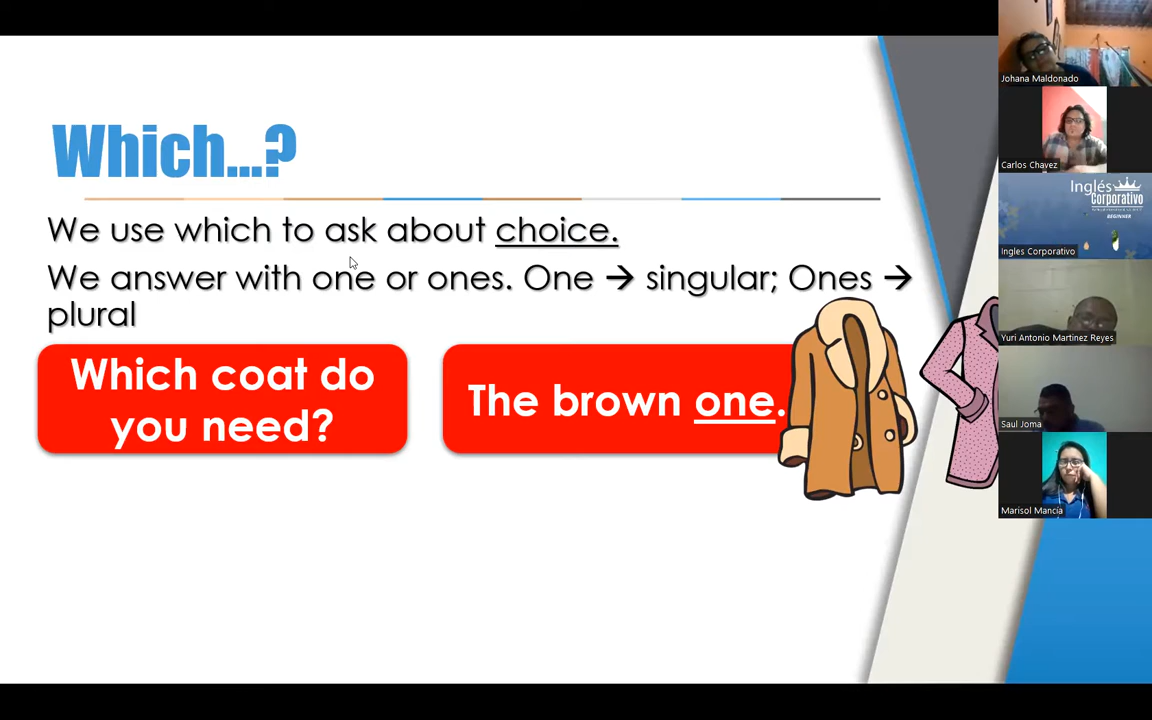 Which...?
We use which to ask about choice.
We answer with one or ones. One → singular; Ones →
plural
Which coat do
you need?
The brown one.
Johana Maldonado
Carlos Chavez
Inglés
Corporativo
BEGINNER
Ingles Corporativo
Yuri Antonio Martinez Reyes
Saul Joma
Marisol Mancía